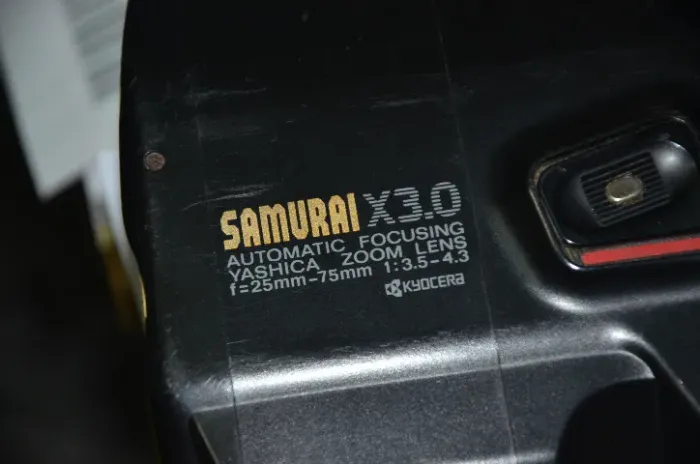 SAMURAI X3.0
AUTOMATIC FOCUSING
YASHICA ZOOM LENS
f=25mm-75mm 1:3.5-4.3
KYOCERa